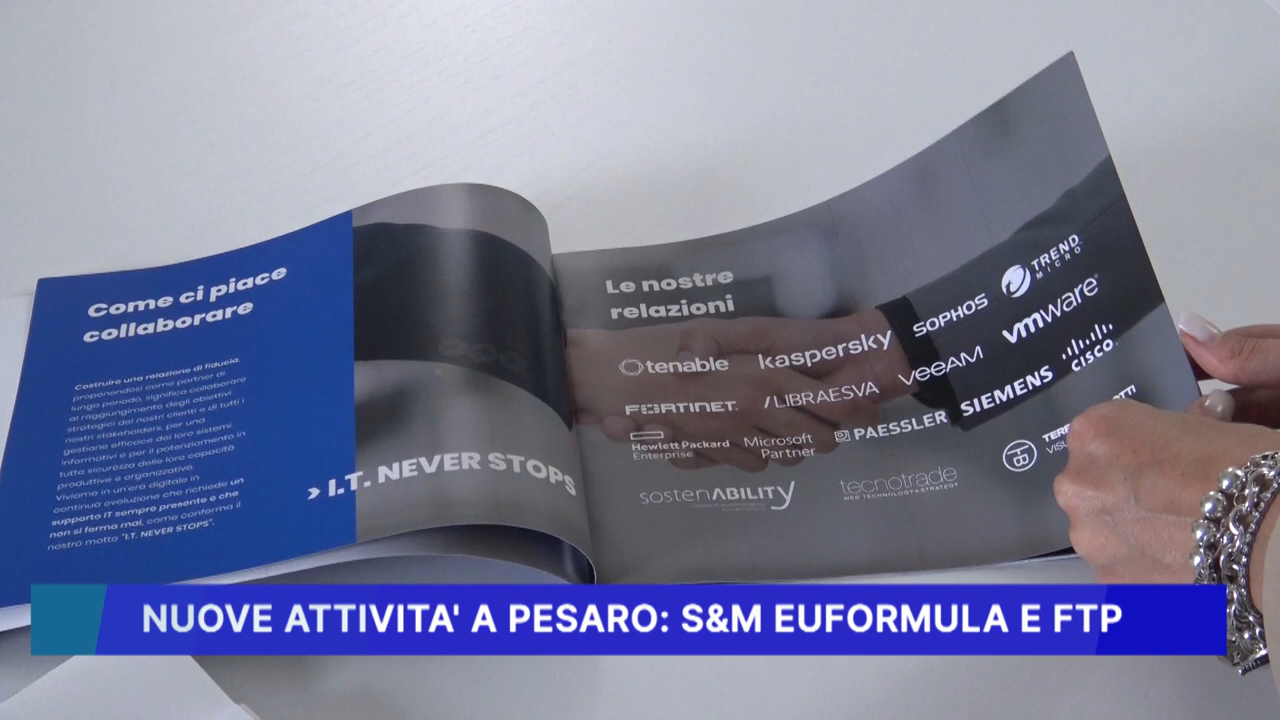 Come ci piace
collaborare
Costruire una relazione di fiducia,
proponendosi come partner di
lungo periodo, significa collaborare
al raggiungimento degli obiettivi
strategici dei nostri clienti e di tutti i
nostri stakeholders, per una
gestione efficace dei loro sistemi
informativi e per il potenziamento in
tutta sicurezza delle loro capacità
produttive e organizzative.
Viviamo in un'era digitale in
continua evoluzione che richiede un
supporto IT sempre presente e che
non si ferma mai, come conferma il
nostro motto "I.T. NEVER STOPS".
> I.T. NEVER STOPS
Le nostre
relazioni
tenable
kaspersky
SOPHOS
TREND
MICRO
FORTINET
/LIBRAESVA
veeAM
vmware
Hewlett Packard
Enterprise
Microsoft
Partner
PAESSLER
SIEMENS
CISCO
sostenABILITy
tecnotrade
WEB TECHNOLOGY & STRATEGY
NUOVE ATTIVITA' A PESARO: S&M EUFORMULA E FTP